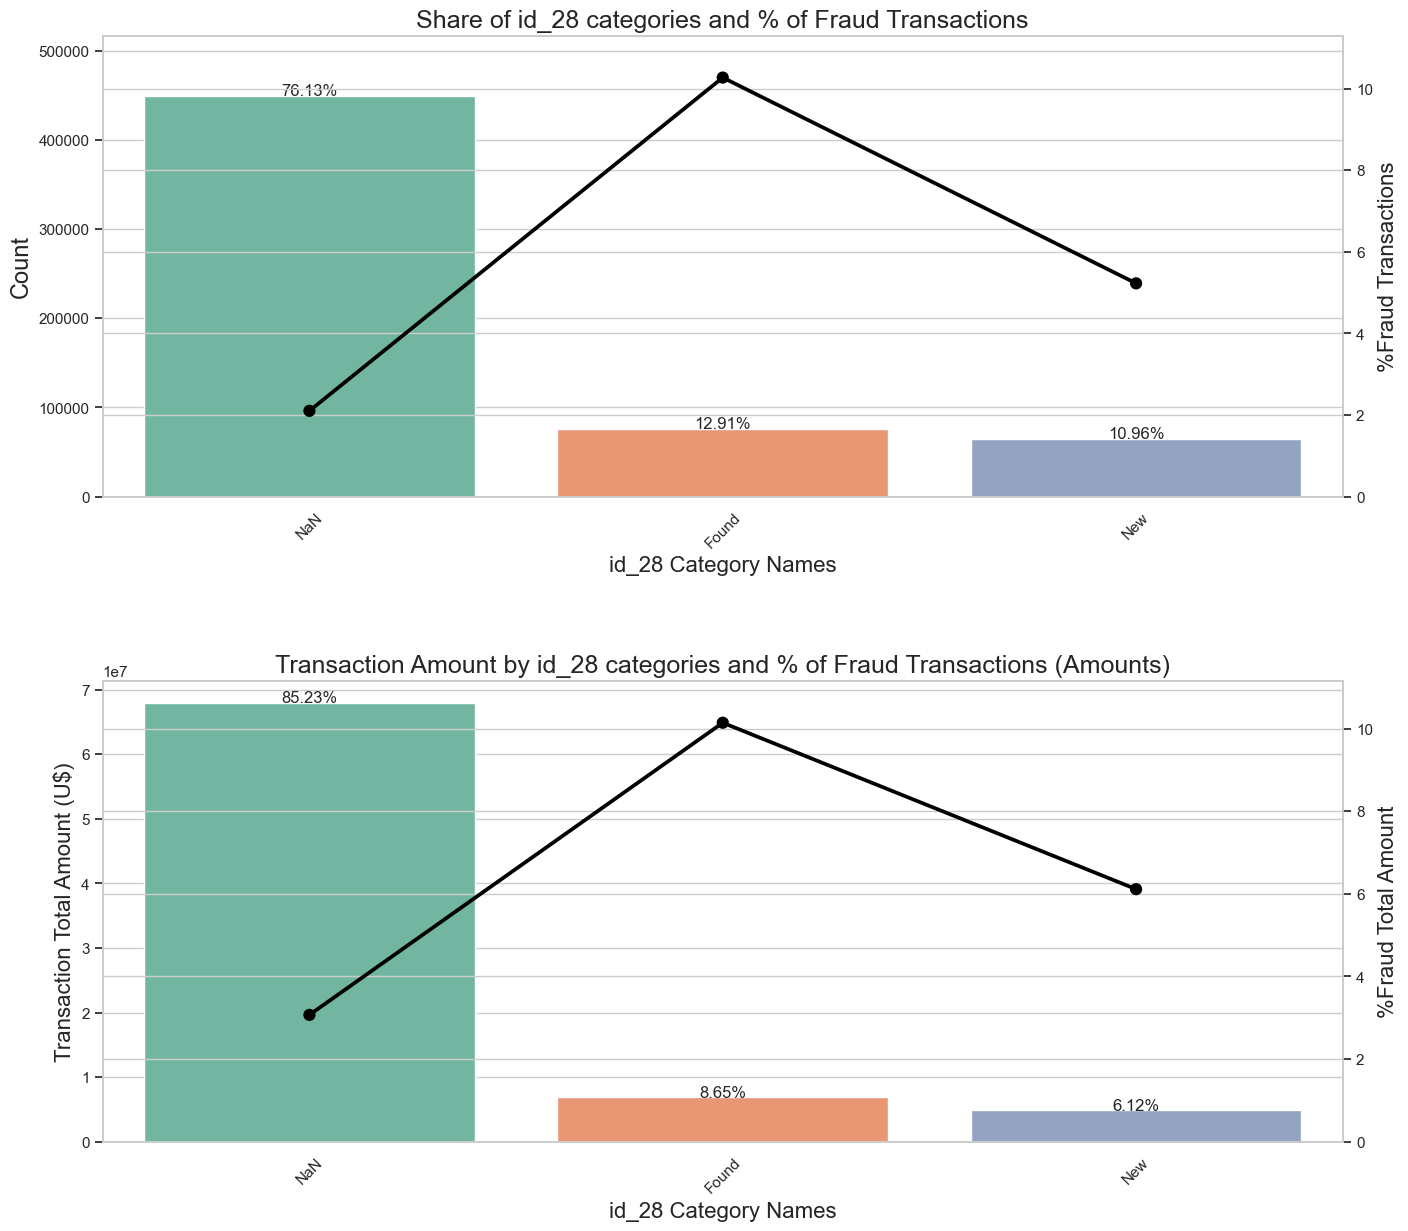 Share of id_28 categories and % of Fraud Transactions
500000
400000
300000
200000
100000
0
Count
76.13%
12.91%
10.96%
10
8
6
4
2
0
%Fraud Transactions
NaN
Found
New
id_28 Category Names
Transaction Amount by id_28 categories and % of Fraud Transactions (Amounts)
1e7
7
6
5
4
3
2
1
0
Transaction Total Amount (U$)
85.23%
8.65%
6.12%
10
8
6
4
2
0
%Fraud Total Amount
NaN
Found
New
id_28 Category Names